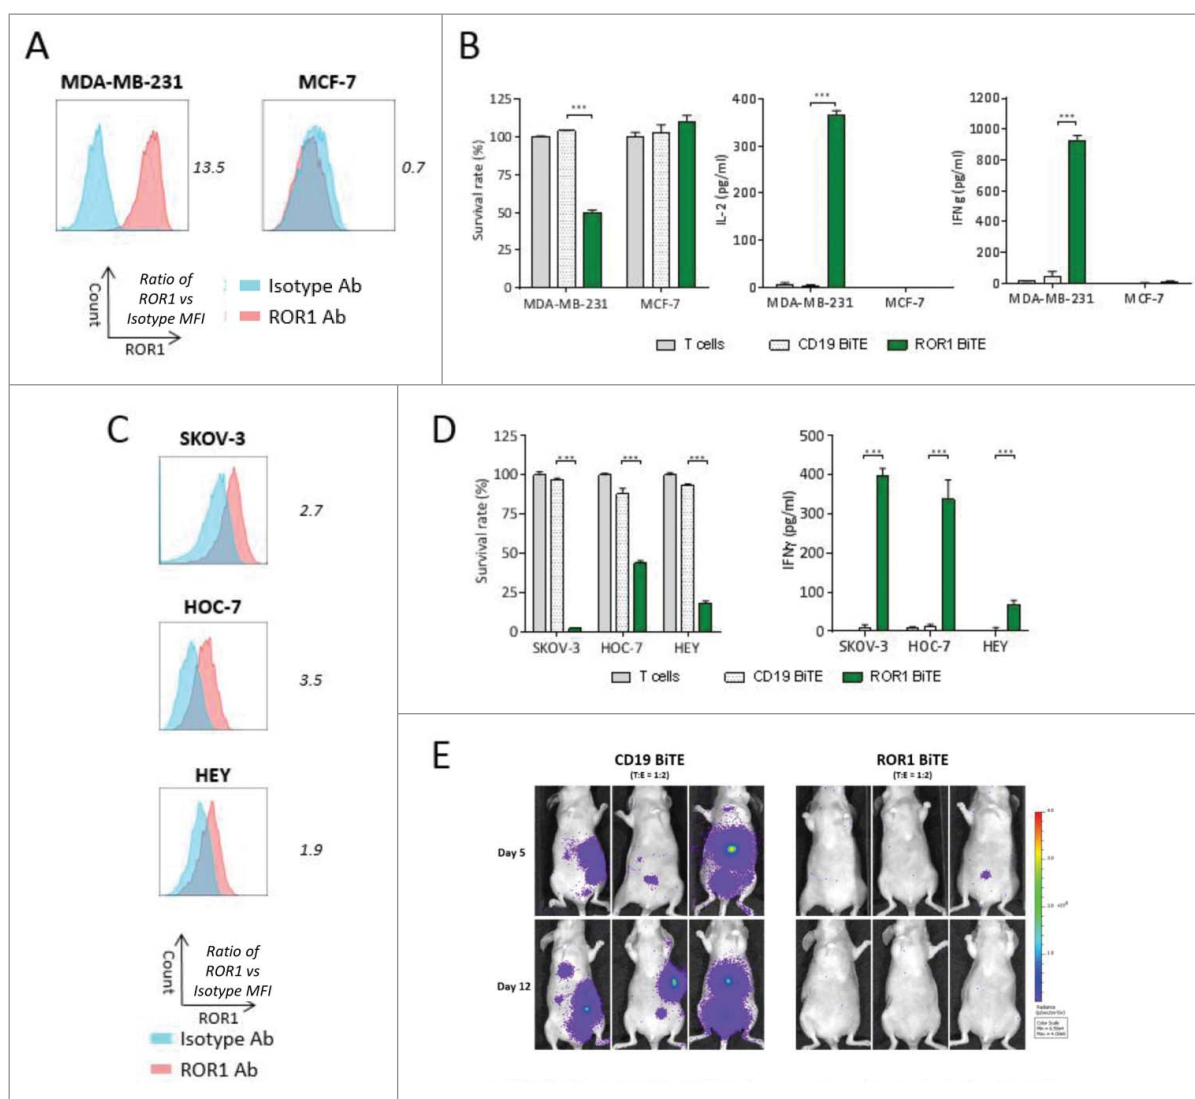 A
MDA-MB-231
MCF-7
13.5
0.7
Count
Ratio of
ROR1 vs
Isotype MFI
ROR1
Isotype Ab
ROR1 Ab
B
Survival rate (%)
125
100
75
50
25
0
MDA-MB-231
MCF-7
***
IL-2 (pg/ml)
400
300
200
100
0
MDA-MB-231
MCF-7
***
IFN g (pg/ml)
1200
1000
800
600
400
200
0
MDA-MB-231
MCF-7
***
T cells
CD19 BiTE
ROR1 BiTE
C
SKOV-3
2.7
HOC-7
3.5
HEY
1.9
Count
Ratio of
ROR1 vs
Isotype MFI
ROR1
Isotype Ab
ROR1 Ab
D
Survival rate (%)
125
100
75
50
25
0
SKOV-3
HOC-7
HEY
***
***
***
IFNγ (pg/ml)
500
400
300
200
100
0
SKOV-3
HOC-7
HEY
***
***
***
T cells
CD19 BiTE
ROR1 BiTE
E
CD19 BiTE
(T:E = 1:2)
ROR1 BiTE
(T:E = 1:2)
Day 5
Day 12
Radiance
Color Scale